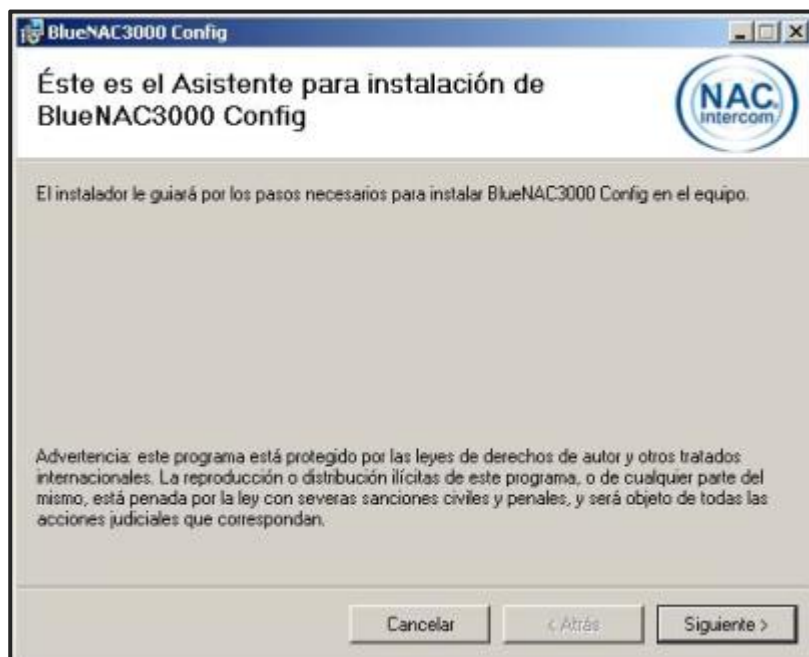 BlueNAC3000 Config
Éste es el Asistente para instalación de
BlueNAC3000 Config
NAC
Intercom
El instalador le guiará por los pasos necesarios para instalar BlueNAC3000 Config en el equipo.
Advertencia: este programa está protegido por las leyes de derechos de autor y otros tratados
internacionales. La reproducción o distribución ilícitas de este programa, o de cualquier parte del
mismo, está penada por la ley con severas sanciones civiles y penales, y será objeto de todas las
acciones judiciales que correspondan.
Cancelar
< Atrás
Siguiente >